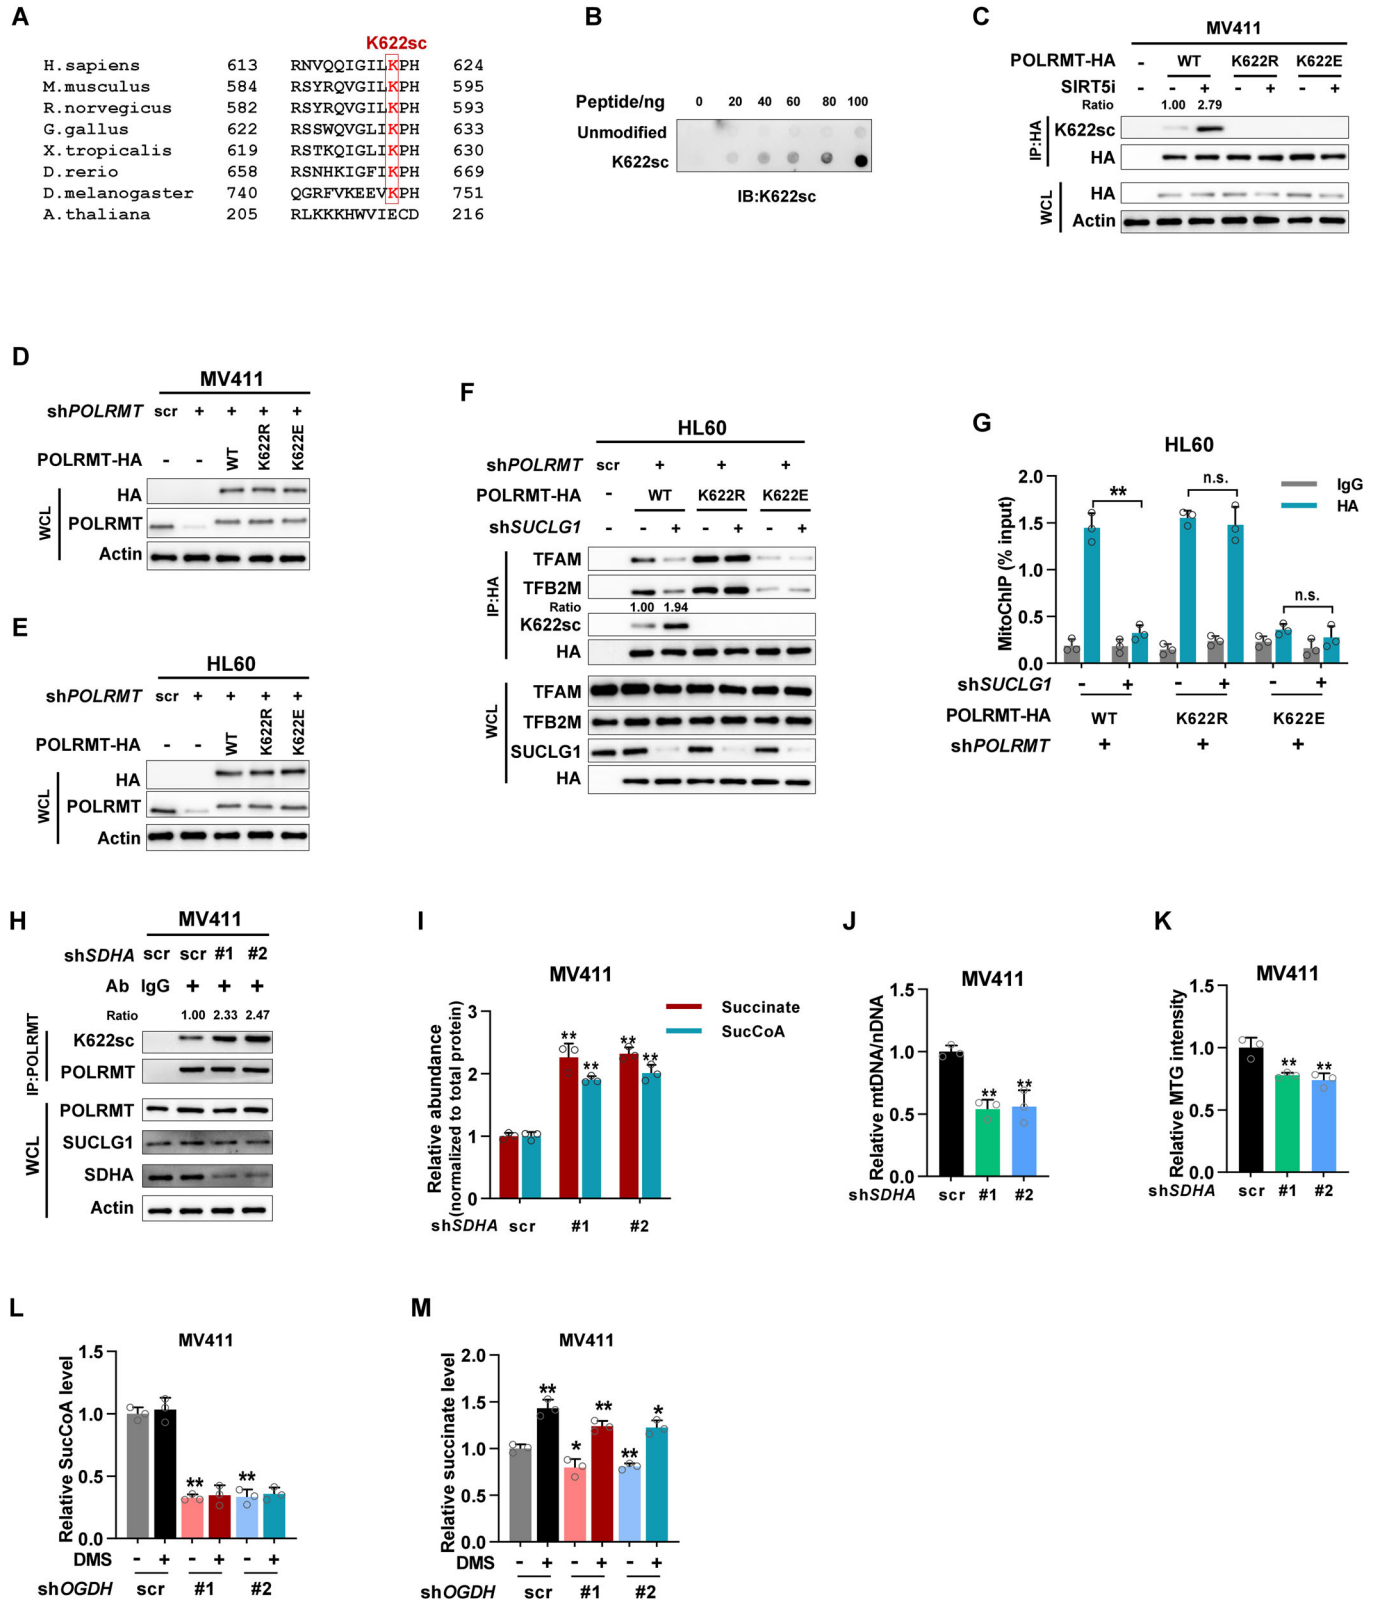 A
K622sc
H.sapiens 613 RNVQQIGILKPH 624
M.musculus 584 RSYRQVGILKPH 595
R.norvegicus 582 RSYRQVGILKPH 593
G.gallus 622 RSSWQVGLIKPH 633
X.tropicalis 619 RSTKQIGLIKPH 630
D.rerio 658 RSNHKIGFIKPH 669
D.melanogaster 740 QGRFVKEEVKPH 751
A.thaliana 205 RLKKKHWVIECD 216
B
Peptide/ng 0 20 40 60 80 100
Unmodified
K622sc
IB:K622sc
C
MV411
POLRMT-HA - WT K622R K622E
SIRT5i - - + - + - +
Ratio 1.00 2.79
IP:HA
K622sc
HA
WCL
HA
Actin
D
MV411
shPOLRMT scr + + + +
POLRMT-HA - - WT K622R K622E
WCL
HA
POLRMT
Actin
E
HL60
shPOLRMT scr + + + +
POLRMT-HA - - WT K622R K622E
WCL
HA
POLRMT
Actin
F
HL60
shPOLRMT scr + + +
POLRMT-HA - WT K622R K622E
shSUCLG1 - - + - + - +
IP:HA
TFAM
TFB2M
Ratio 1.00 1.94
K622sc
HA
WCL
TFAM
TFB2M
SUCLG1
HA
G
HL60
MitoChIP (% input)
2.0
1.5
1.0
0.5
0.0
** n.s. n.s.
IgG
HA
shSUCLG1 - + - + - +
POLRMT-HA WT K622R K622E
shPOLRMT + + +
H
MV411
shSDHA scr scr #1 #2
Ab IgG + + +
Ratio 1.00 2.33 2.47
IP:POLRMT
K622sc
POLRMT
WCL
POLRMT
SUCLG1
SDHA
Actin
I
MV411
Relative abundance
(normalized to total protein)
3
2
1
0
** ** ** **
Succinate
SucCoA
shSDHA scr #1 #2
J
MV411
Relative mtDNA/nDNA
1.5
1.0
0.5
0.0
** **
shSDHA scr #1 #2
K
MV411
Relative MTG intensity
1.5
1.0
0.5
0.0
** **
shSDHA scr #1 #2
L
MV411
Relative SucCoA level
1.5
1.0
0.5
0.0
** **
DMS - + - + - +
shOGDH scr #1 #2
M
MV411
Relative succinate level
2.0
1.5
1.0
0.5
0.0
** * ** ** *
DMS - + - + - +
shOGDH scr #1 #2